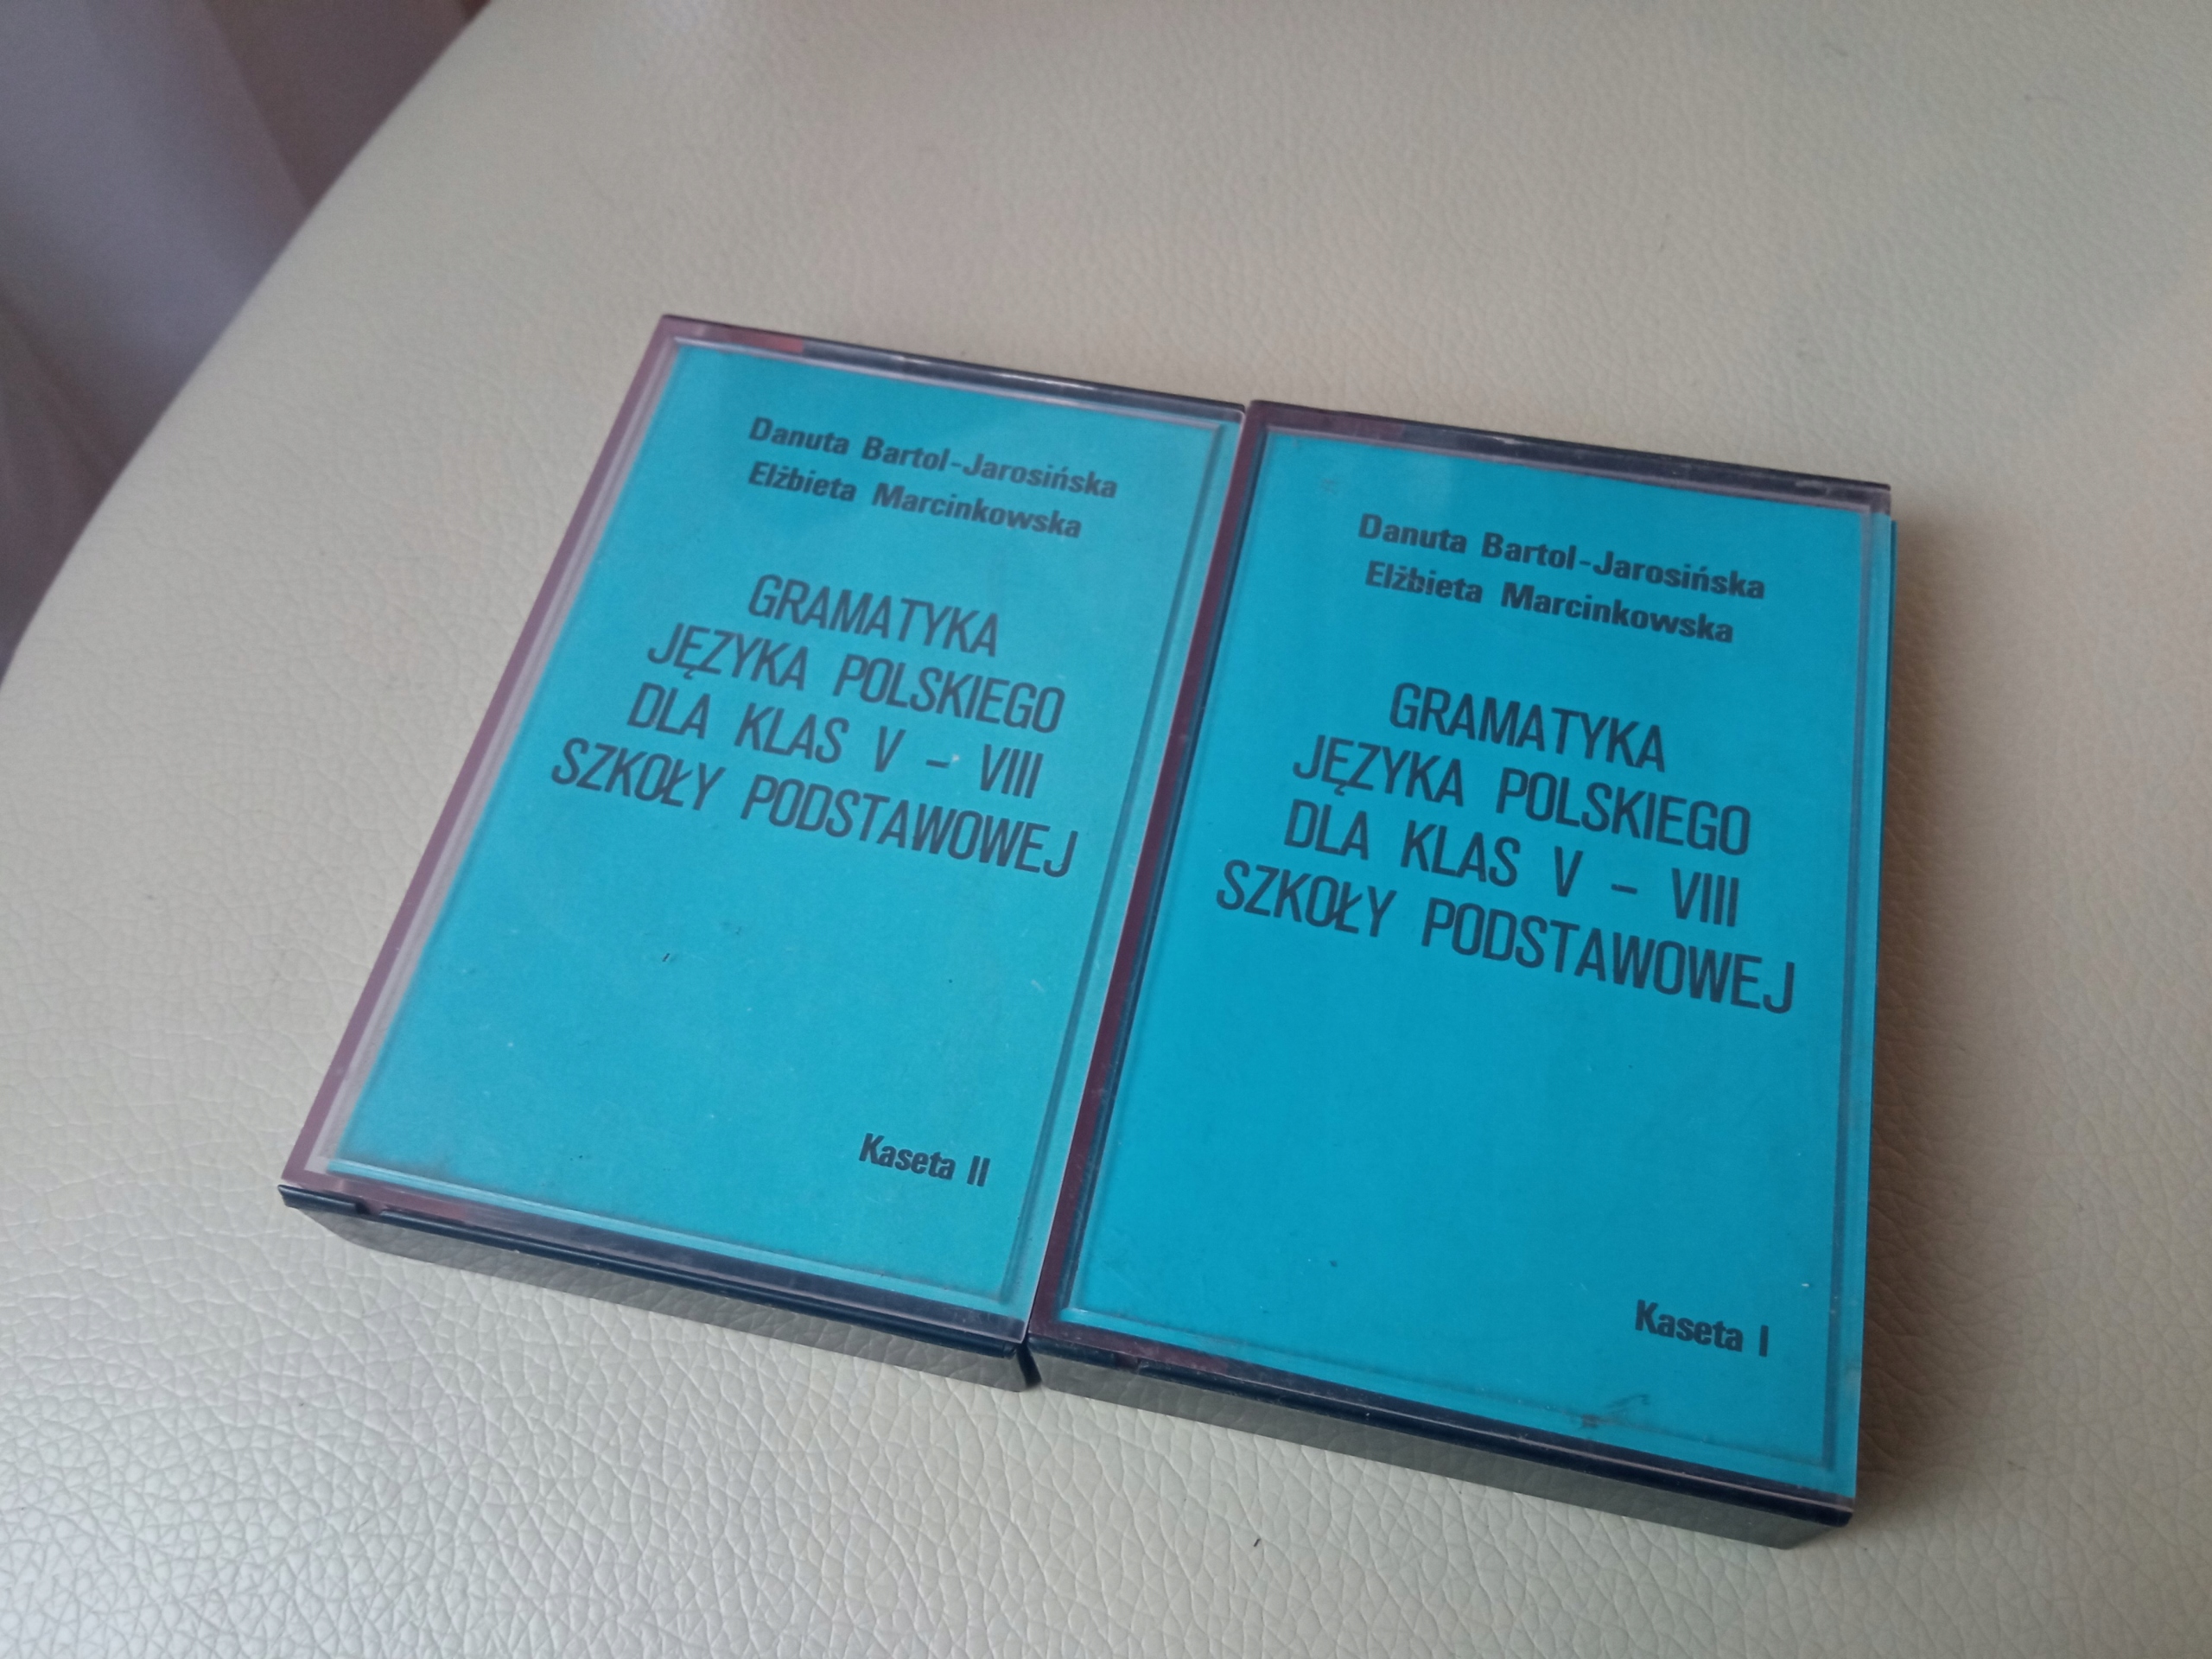 Danuta Bartol-Jarosińska
Elżbieta Marcinkowska
GRAMATYKA
JĘZYKA POLSKIEGO
DLA KLAS V – VIII
SZKOŁY PODSTAWOWEJ
Kaseta II
Danuta Bartol-Jarosińska
Elżbieta Marcinkowska
GRAMATYKA
JĘZYKA POLSKIEGO
DLA KLAS V – VIII
SZKOŁY PODSTAWOWEJ
Kaseta I